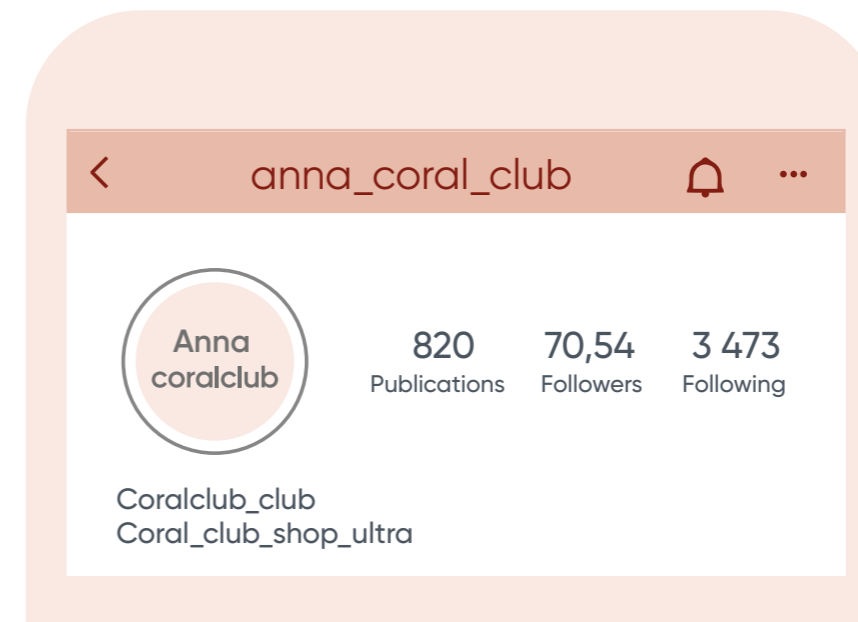 anna_coral_club
Anna
coralclub
820
Publications
70,54
Followers
3 473
Following
Coralclub_club
Coral_club_shop_ultra